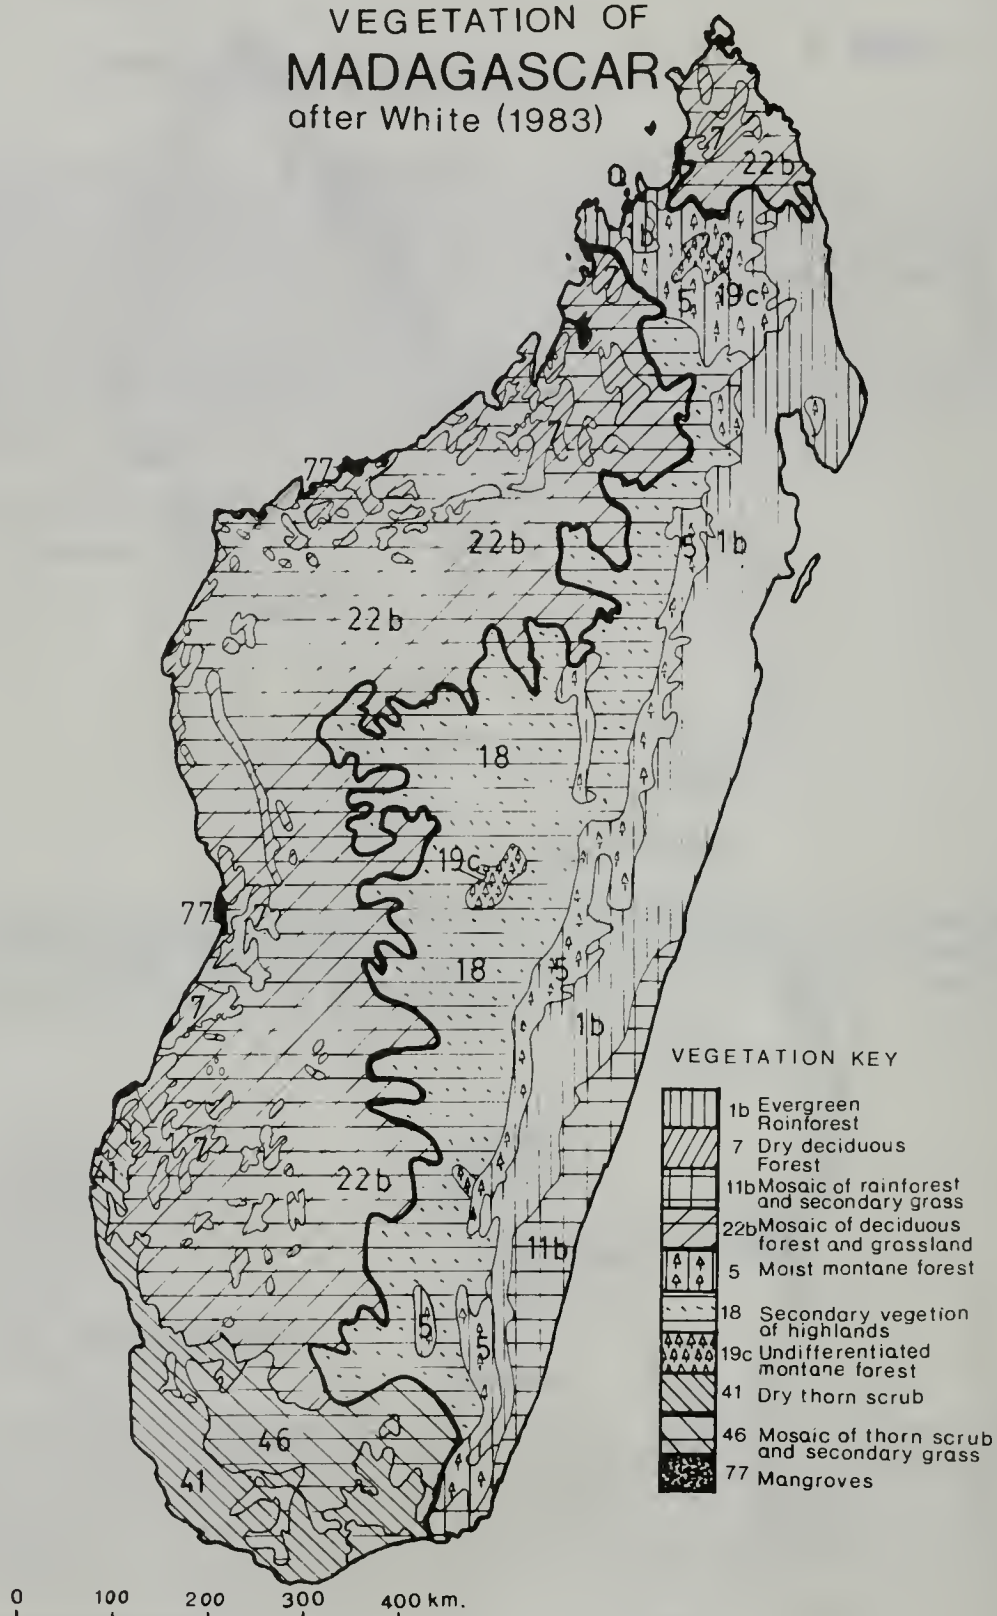 VEGETATION OF
MADAGASCAR
after White (1983)
7
22b
1b
7
5
19c
77
22b
5
1b
22b
18
19c
77
7
18
5
1b
7
41
7
22b
11b
5
5
46
41
VEGETATION KEY
1b Evergreen
Rainforest
7 Dry deciduous
Forest
11b Mosaic of rainforest
and secondary grass
22b Mosaic of deciduous
forest and grassland
5 Moist montane forest
18 Secondary vegetion
of highlands
19c Undifferentiated
montane forest
41 Dry thorn scrub
46 Mosaic of thorn scrub
and secondary grass
77 Mangroves
0 100 200 300 400 km.